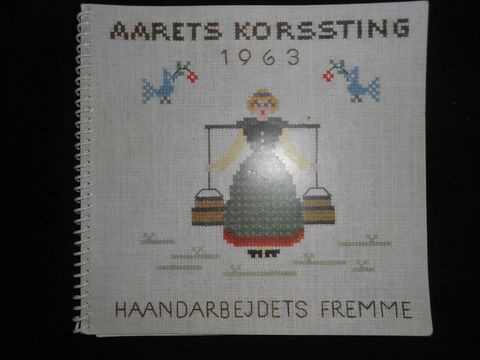 AARETS KORSSTING
1963
HAANDARBEJDETS FREMME